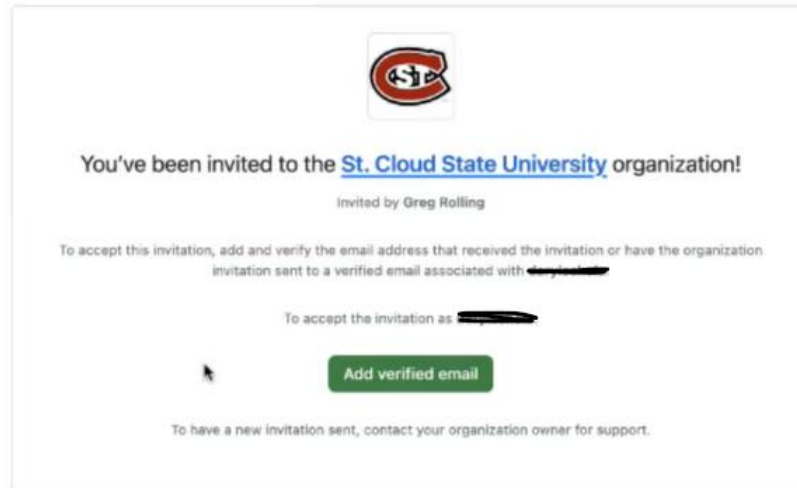 ST
You've been invited to the St. Cloud State University organization!
Invited by Greg Rolling
To accept this invitation, add and verify the email address that received the invitation or have the organization
invitation sent to a verified email associated with
To accept the invitation as
Add verified email
To have a new invitation sent, contact your organization owner for support.